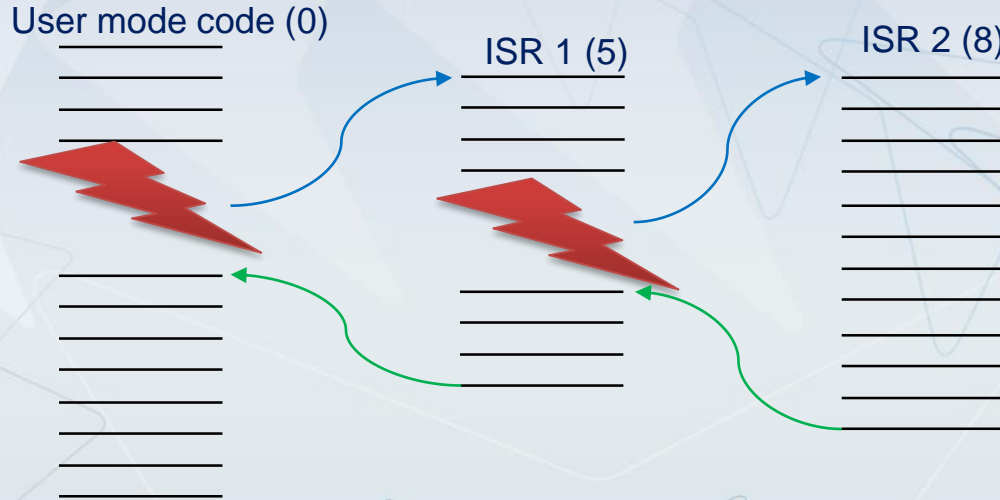 User mode code (0)
ISR 1 (5)
ISR 2 (8)